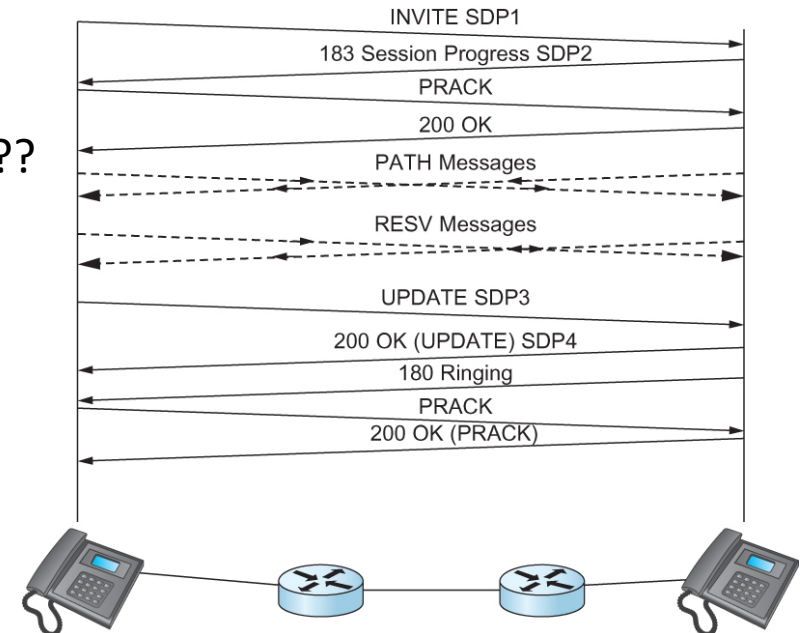 INVITE SDP1
183 Session Progress SDP2
PRACK
200 OK
??
PATH Messages
RESV Messages
UPDATE SDP3
200 OK (UPDATE) SDP4
180 Ringing
PRACK
200 OK (PRACK)